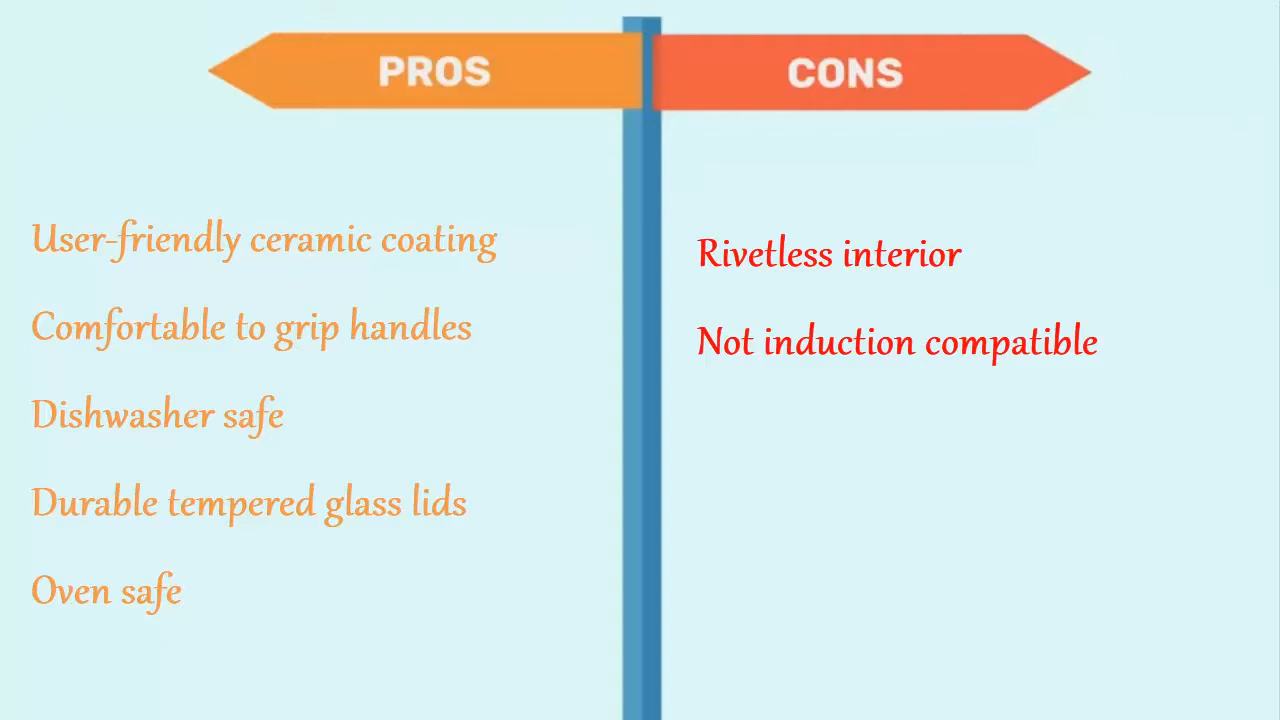 PROS
CONS
User-friendly ceramic coating
Comfortable to grip handles
Dishwasher safe
Durable tempered glass lids
Oven safe
Rivetless interior
Not induction compatible